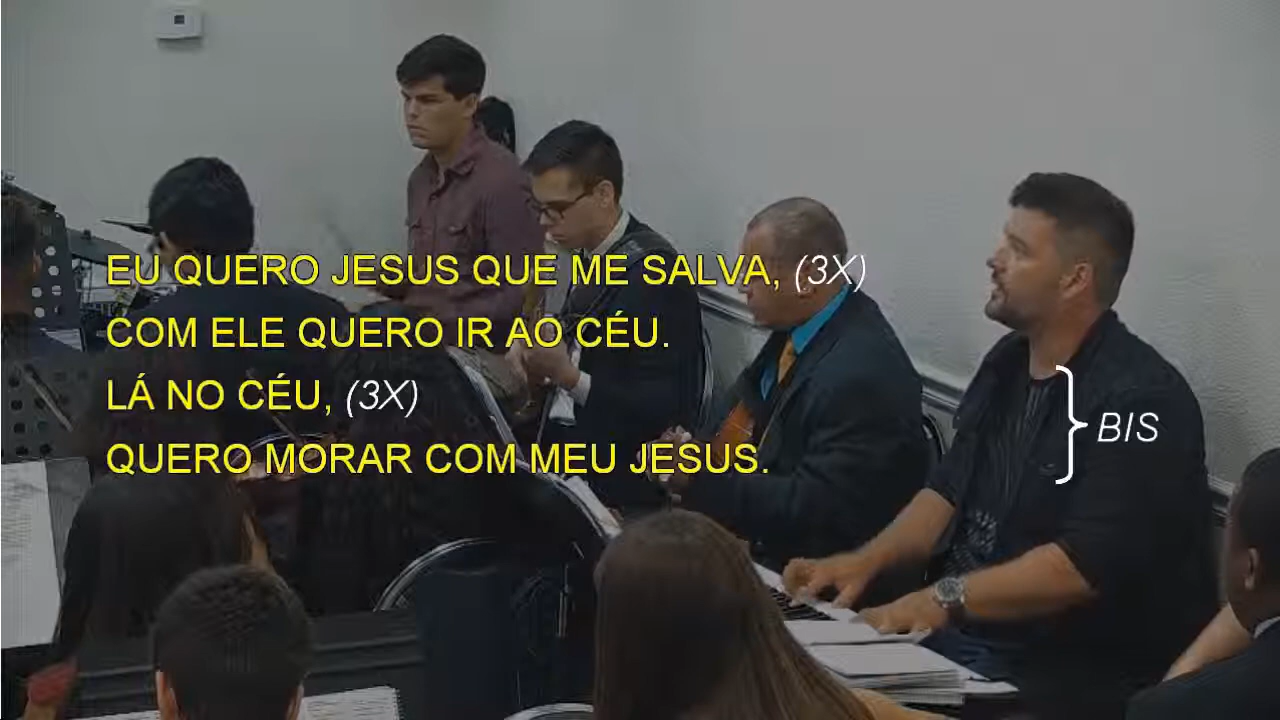 EU QUERO JESUS QUE ME SALVA, (3X)
COM ELE QUERO IR AO CÉU.
LÁ NO CÉU, (3X)
QUERO MORAR COM MEU JESUS.
BIS